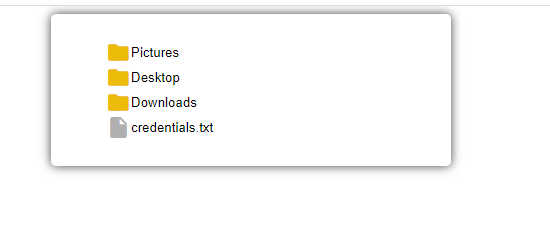 Pictures
Desktop
Downloads
credentials.txt